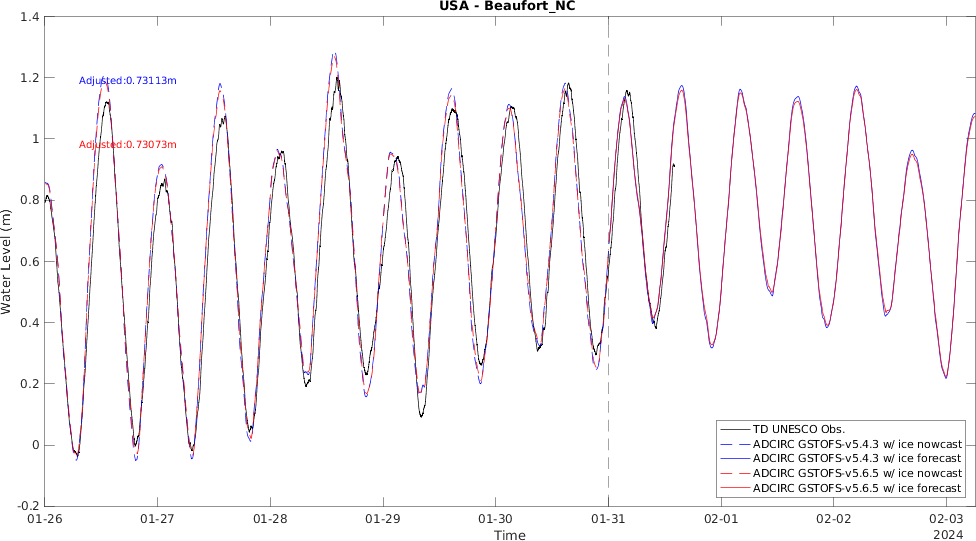 USA - Beaufort_NC
1.4
1.2
1
0.8
0.6
0.4
0.2
0
-0.2
Water Level (m)
Adjusted:0.73113m
Adjusted:0.73073m
TD UNESCO Obs.
ADCIRC GSTOFS-v5.4.3 w/ ice nowcast
ADCIRC GSTOFS-v5.4.3 w/ ice forecast
ADCIRC GSTOFS-v5.6.5 w/ ice nowcast
ADCIRC GSTOFS-v5.6.5 w/ ice forecast
01-26 01-27 01-28 01-29 01-30 01-31 02-01 02-02 02-03
Time
2024